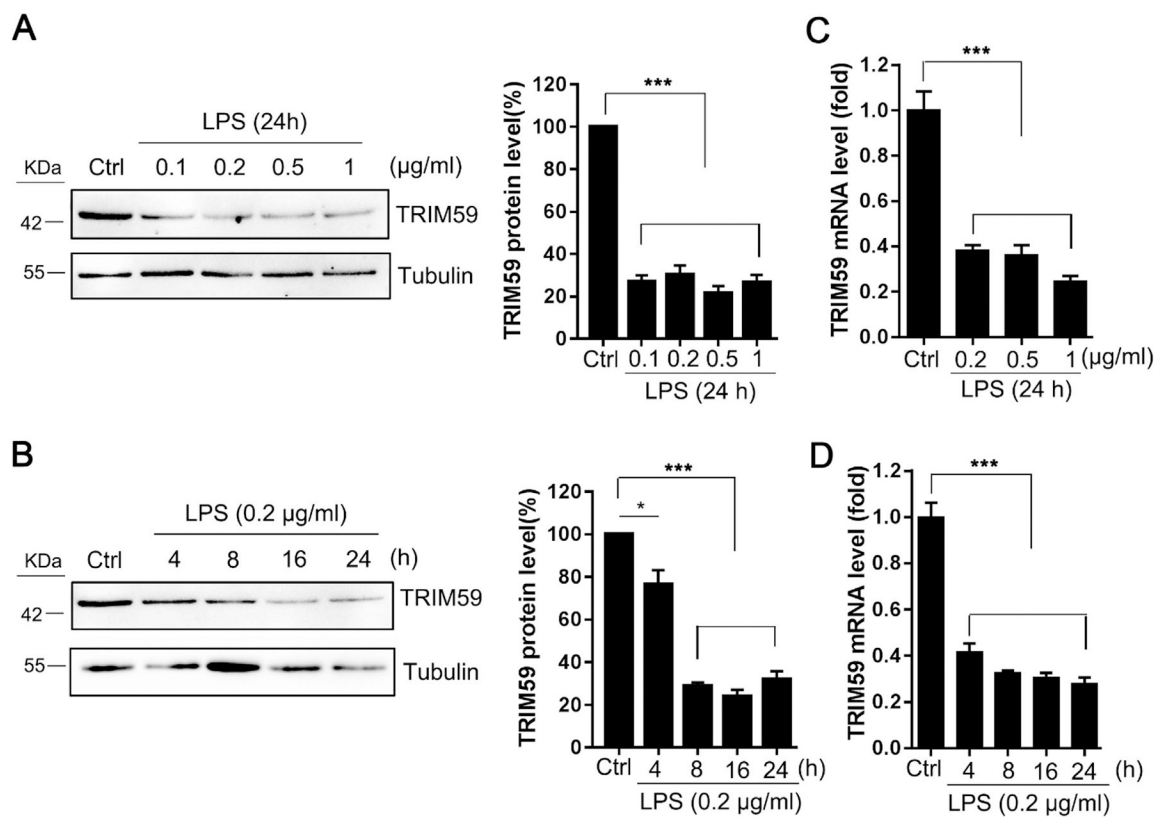 A
LPS (24h)
KDa Ctrl 0.1 0.2 0.5 1 (µg/ml)
42 TRIM59
55 Tubulin
TRIM59 protein level(%)
120
100
80
60
40
20
0
***
Ctrl 0.1 0.2 0.5 1
LPS (24 h)
C
TRIM59 mRNA level (fold)
1.2
1.0
0.8
0.6
0.4
0.2
0.0
***
Ctrl 0.2 0.5 1 (µg/ml)
LPS (24 h)
B
LPS (0.2 µg/ml)
KDa Ctrl 4 8 16 24 (h)
42 TRIM59
55 Tubulin
TRIM59 protein level(%)
120
100
80
60
40
20
0
***
*
Ctrl 4 8 16 24 (h)
LPS (0.2 µg/ml)
D
TRIM59 mRNA level (fold)
1.2
1.0
0.8
0.6
0.4
0.2
0.0
***
Ctrl 4 8 16 24 (h)
LPS (0.2 µg/ml)